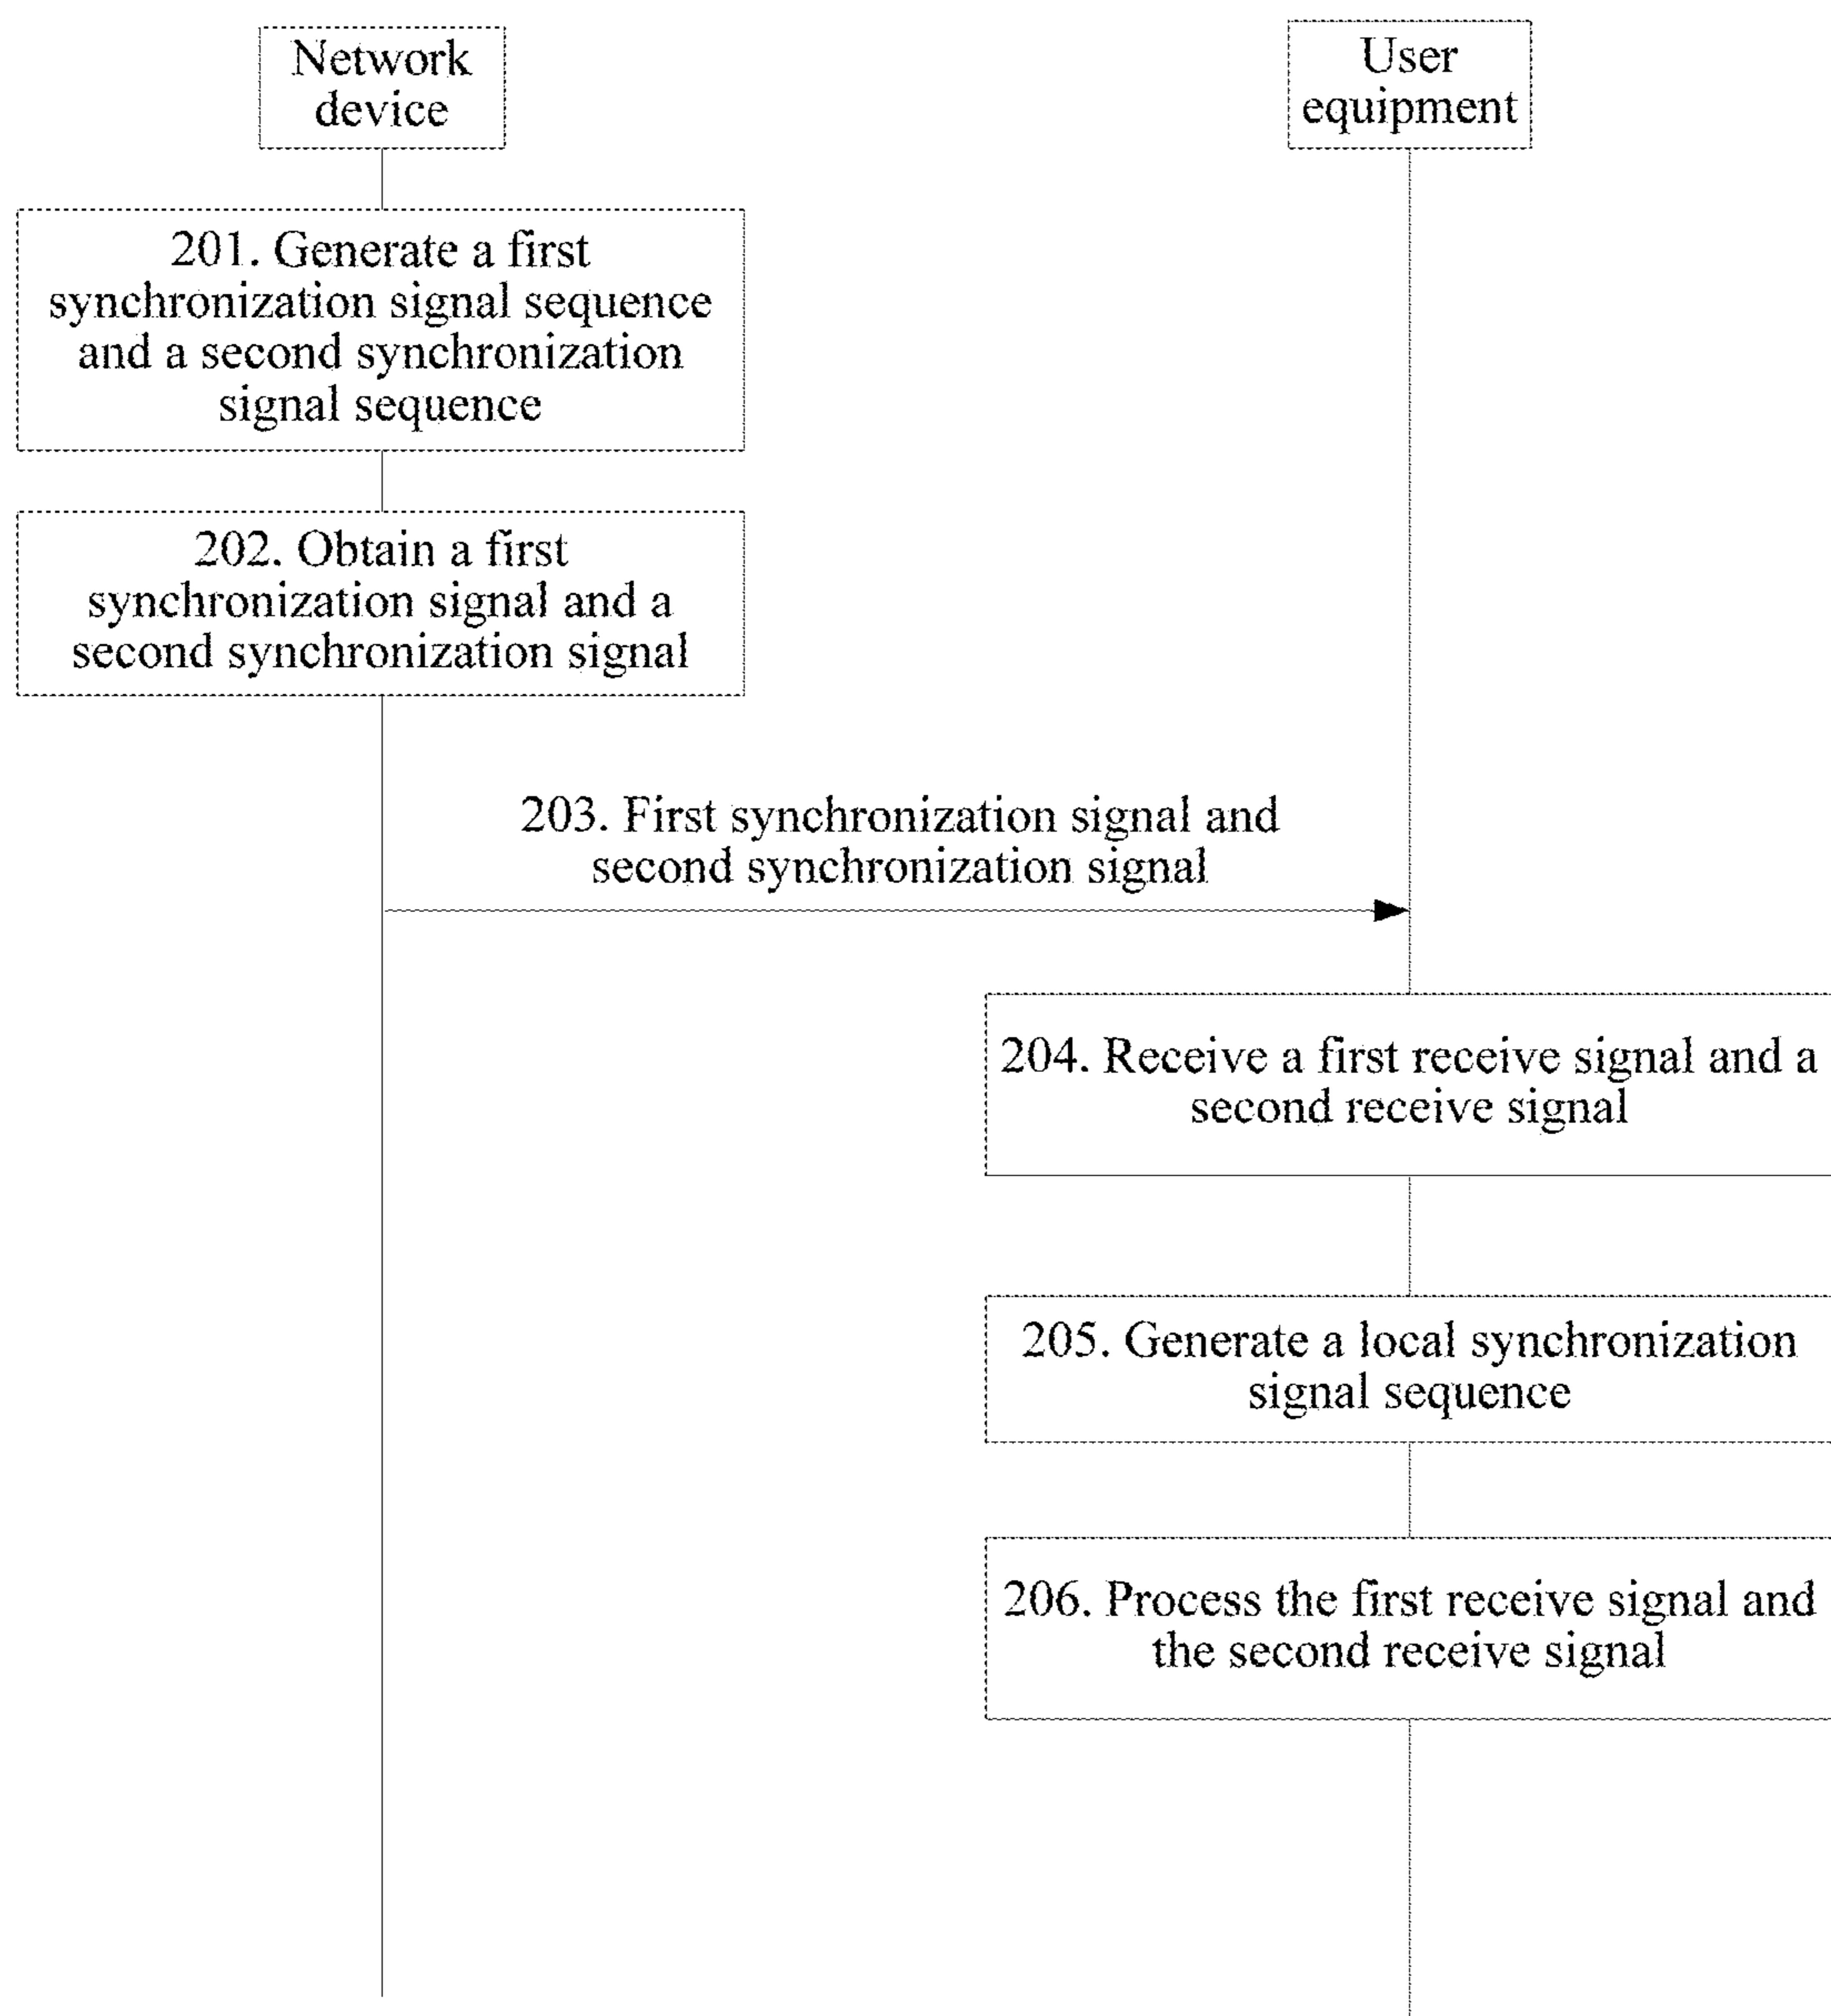 Network
device
User
equipment
201. Generate a first
synchronization signal sequence
and a second synchronization
signal sequence
202. Obtain a first
synchronization signal and a
second synchronization signal
203. First synchronization signal and
second synchronization signal
204. Receive a first receive signal and a
second receive signal
205. Generate a local synchronization
signal sequence
206. Process the first receive signal and
the second receive signal